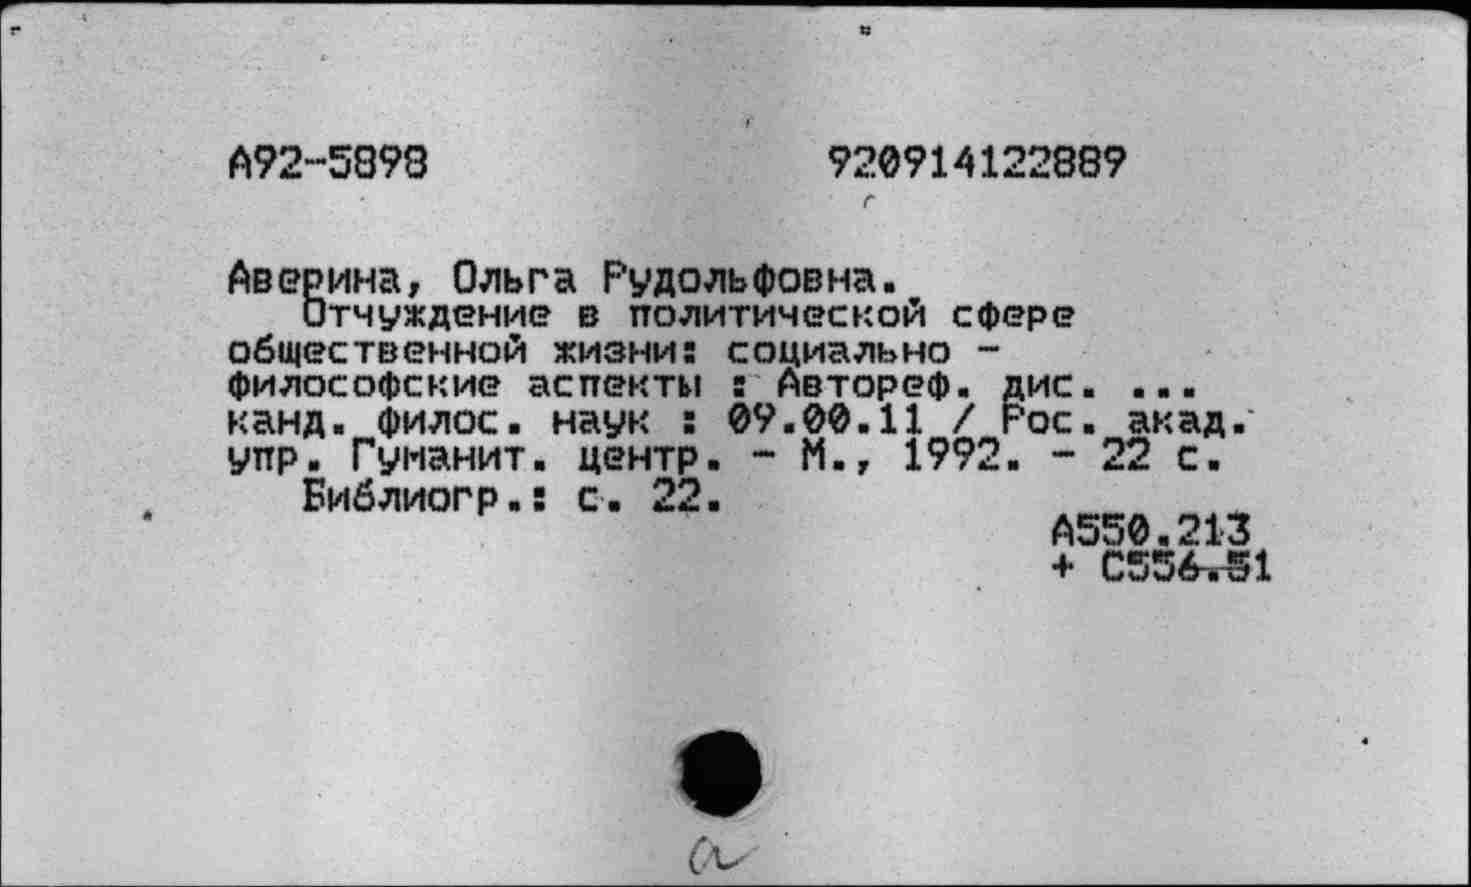 А92-5898 920914122889
Аверина, Ольга Рудольфовна.
Отчуждение в политической сфере
общественной жизни: социально -
философские аспекты : Автореф. дис. ...
канд. филос. наук : 09.00.11 / Рос. акад.
упр. Гуманит. центр. - М., 1992. - 22 с.
Библиогр.: с. 22.
А550.213
+ С556.51
a